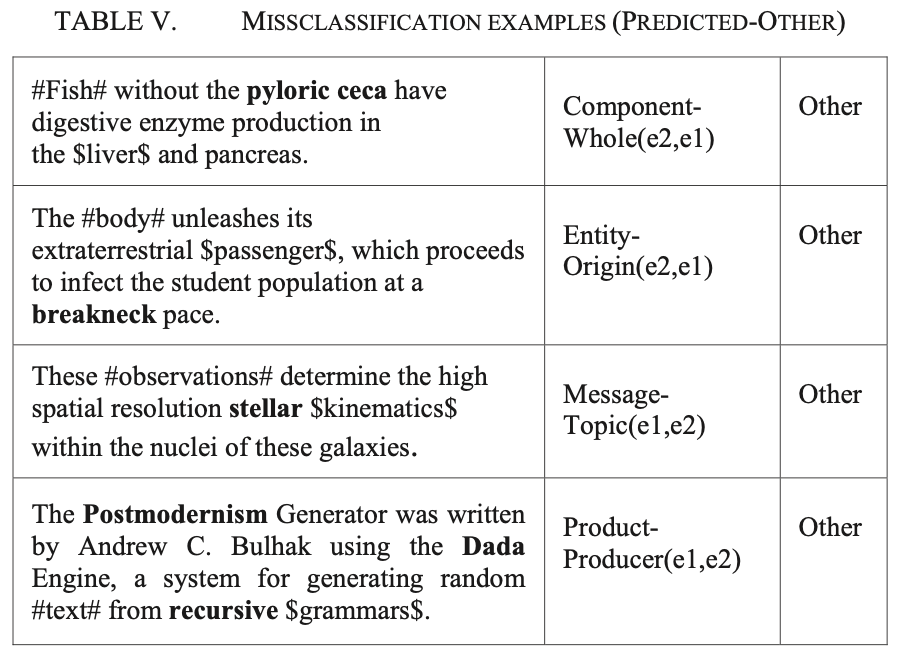 TABLE V. MISSCLASSIFICATION EXAMPLES (PREDICTED-OTHER)
#Fish# without the pyloric ceca have
digestive enzyme production in
the $liver$ and pancreas.
Component-
Whole(e2,e1)
Other
The #body# unleashes its
extraterrestrial $passenger$, which proceeds
to infect the student population at a
breakneck pace.
Entity-
Origin(e2,e1)
Other
These #observations# determine the high
spatial resolution stellar $kinematics$
within the nuclei of these galaxies.
Message-
Topic(e1,e2)
Other
The Postmodernism Generator was written
by Andrew C. Bulhak using the Dada
Engine, a system for generating random
#text# from recursive $grammars$.
Product-
Producer(e1,e2)
Other